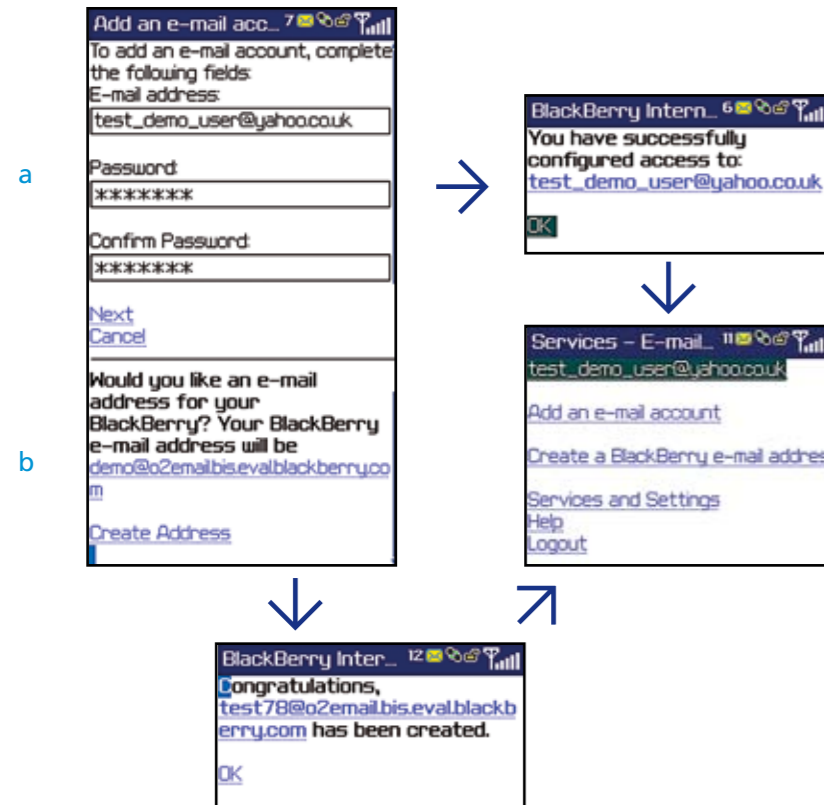 Add an e-mail acc... 7
To add an e-mail account, complete
the following fields:
E-mail address:
test_demo_user@yahoo.co.uk
a
Password:
*******
Confirm Password:
*******
Next
Cancel
Would you like an e-mail
address for your
BlackBerry? Your BlackBerry
e-mail address will be
b
demo@o2email.bis.eval.blackberry.co
m
Create Address
BlackBerry Intern... 6
You have successfully
configured access to:
test_demo_user@yahoo.co.uk
OK
Services - E-mail... 11
test_demo_user@yahoo.co.uk
Add an e-mail account
Create a BlackBerry e-mail addres
Services and Settings
Help
Logout
BlackBerry Inter... 12
Congratulations,
test78@o2email.bis.eval.blackb
erry.com has been created.
OK